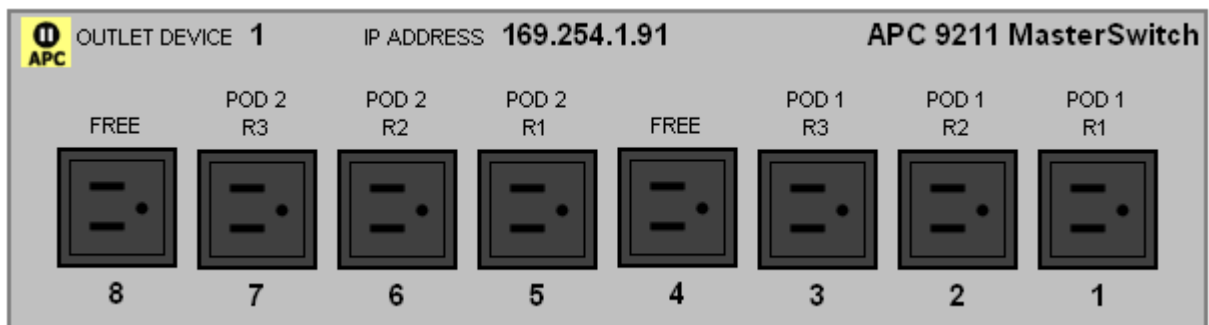 APC OUTLET DEVICE 1 IP ADDRESS 169.254.1.91 APC 9211 MasterSwitch
POD 2 POD 2 POD 2 POD 1 POD 1 POD 1
FREE R3 R2 R1 FREE R3 R2 R1
8 7 6 5 4 3 2 1